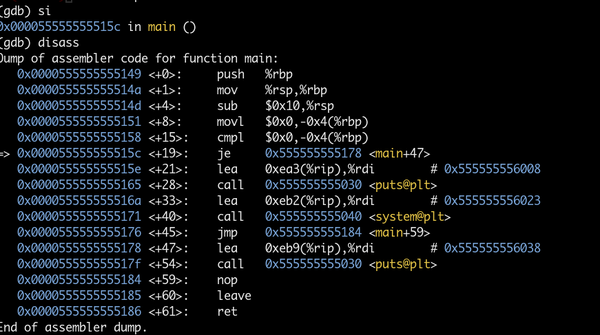 (gdb) si
0x000055555555515c in main ()
(gdb) disass
Dump of assembler code for function main:
   0x0000555555555149 <+0>:     push   %rbp
   0x000055555555514a <+1>:     mov    %rsp,%rbp
   0x000055555555514d <+4>:     sub    $0x10,%rsp
   0x0000555555555151 <+8>:     movl   $0x0,-0x4(%rbp)
   0x0000555555555158 <+15>:    cmpl   $0x0,-0x4(%rbp)
=> 0x000055555555515c <+19>:    je     0x555555555178 <main+47>
   0x000055555555515e <+21>:    lea    0xea3(%rip),%rdi        # 0x555555556008
   0x0000555555555165 <+28>:    call   0x555555555030 <puts@plt>
   0x000055555555516a <+33>:    lea    0xeb2(%rip),%rdi        # 0x555555556023
   0x0000555555555171 <+40>:    call   0x555555555040 <system@plt>
   0x0000555555555176 <+45>:    jmp    0x555555555184 <main+59>
   0x0000555555555178 <+47>:    lea    0xeb9(%rip),%rdi        # 0x555555556038
   0x000055555555517f <+54>:    call   0x555555555030 <puts@plt>
   0x0000555555555184 <+59>:    nop
   0x0000555555555185 <+60>:    leave
   0x0000555555555186 <+61>:    ret
End of assembler dump.